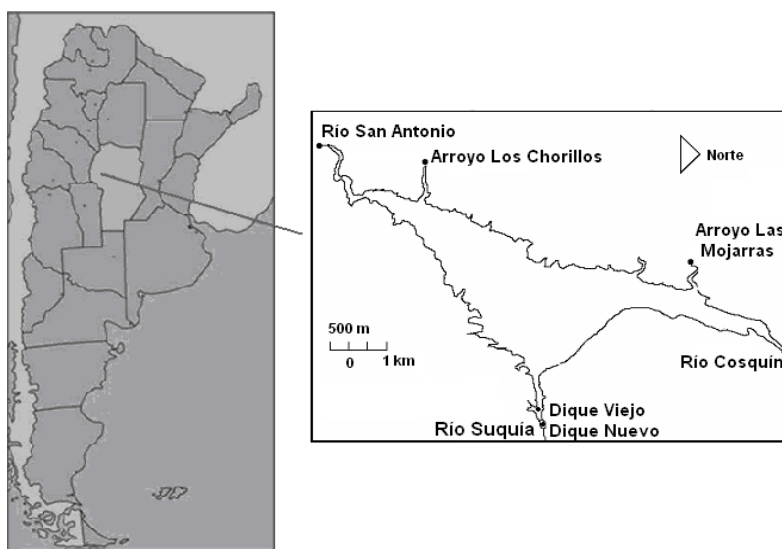 Río San Antonio
Arroyo Los Chorillos
Norte
Arroyo Las
Mojarras
500 m
0 1 km
Río Cosquín
Dique Viejo
Río Suquía Dique Nuevo